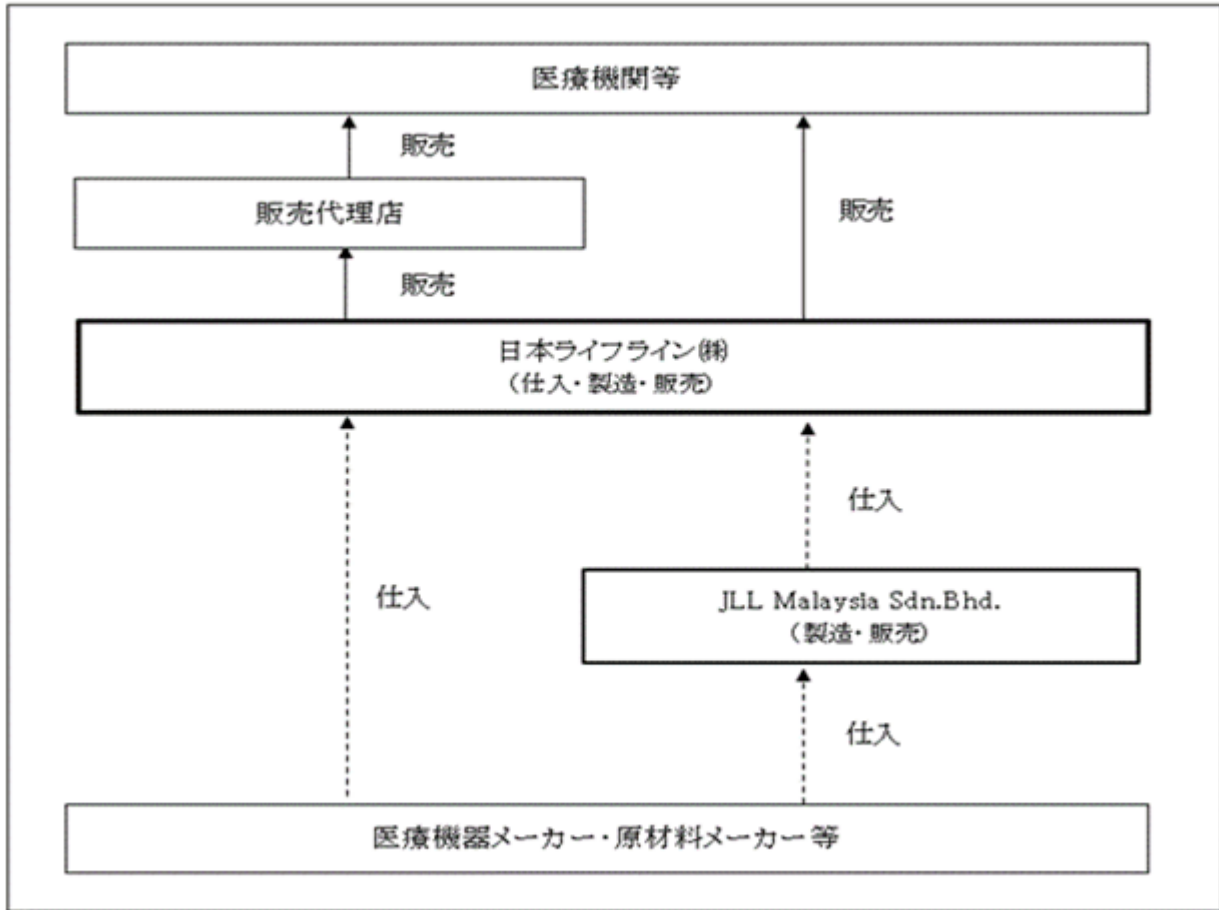 医療機関等
販売
販売代理店
販売
販売
日本ライフライン㈱
（仕入・製造・販売）
仕入
仕入
JLL Malaysia Sdn.Bhd.
（製造・販売）
仕入
医療機器メーカー・原材料メーカー等